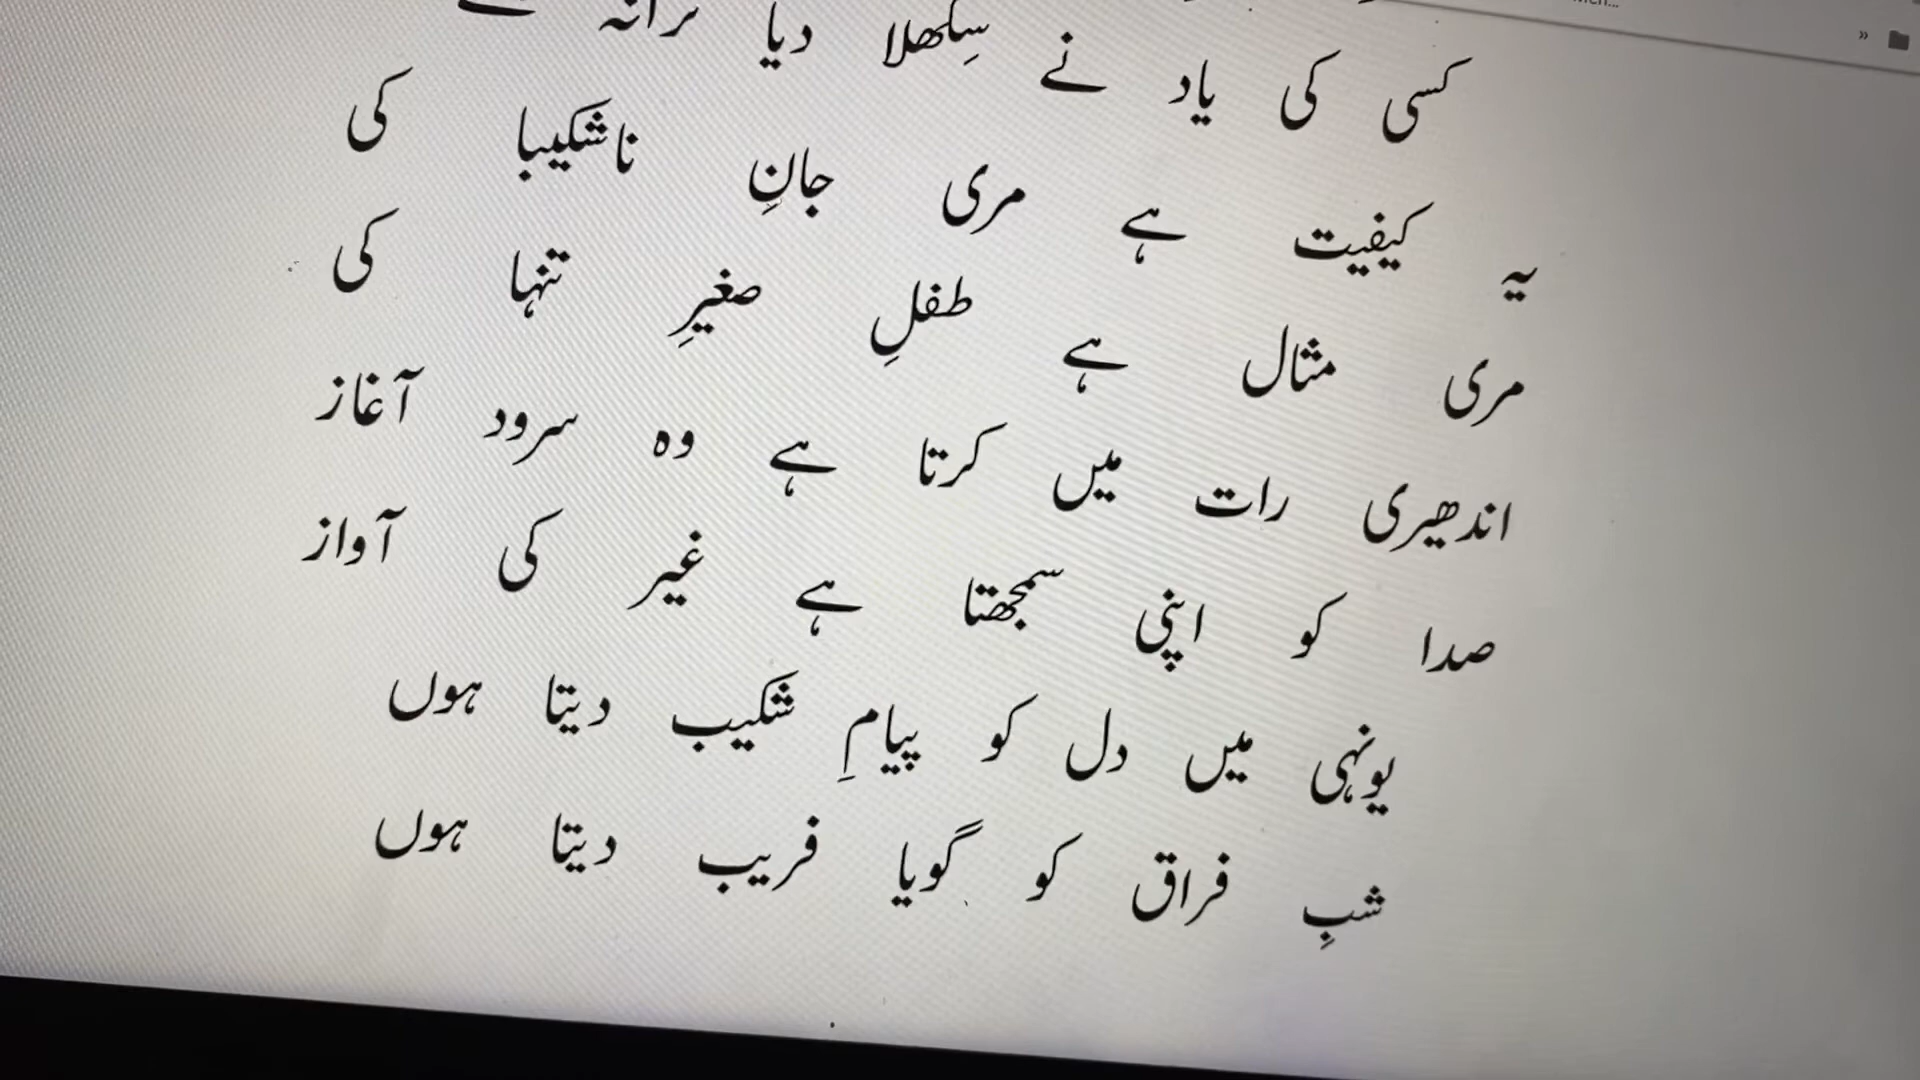 کسی کی یاد نے سِکھلا دیا ترانہ
یہ کیفیت ہے مری جانِ ناشکیبا کی
مری مثال ہے طفلِ صغیرِ تنہا کی
اندھیری رات میں کرتا ہے وہ سرود آغاز
صدا کو اپنی سمجھتا ہے غیر کی آواز
یونہی میں دل کو پیامِ شکیب دیتا ہوں
شبِ فراق کو گویا فریب دیتا ہوں